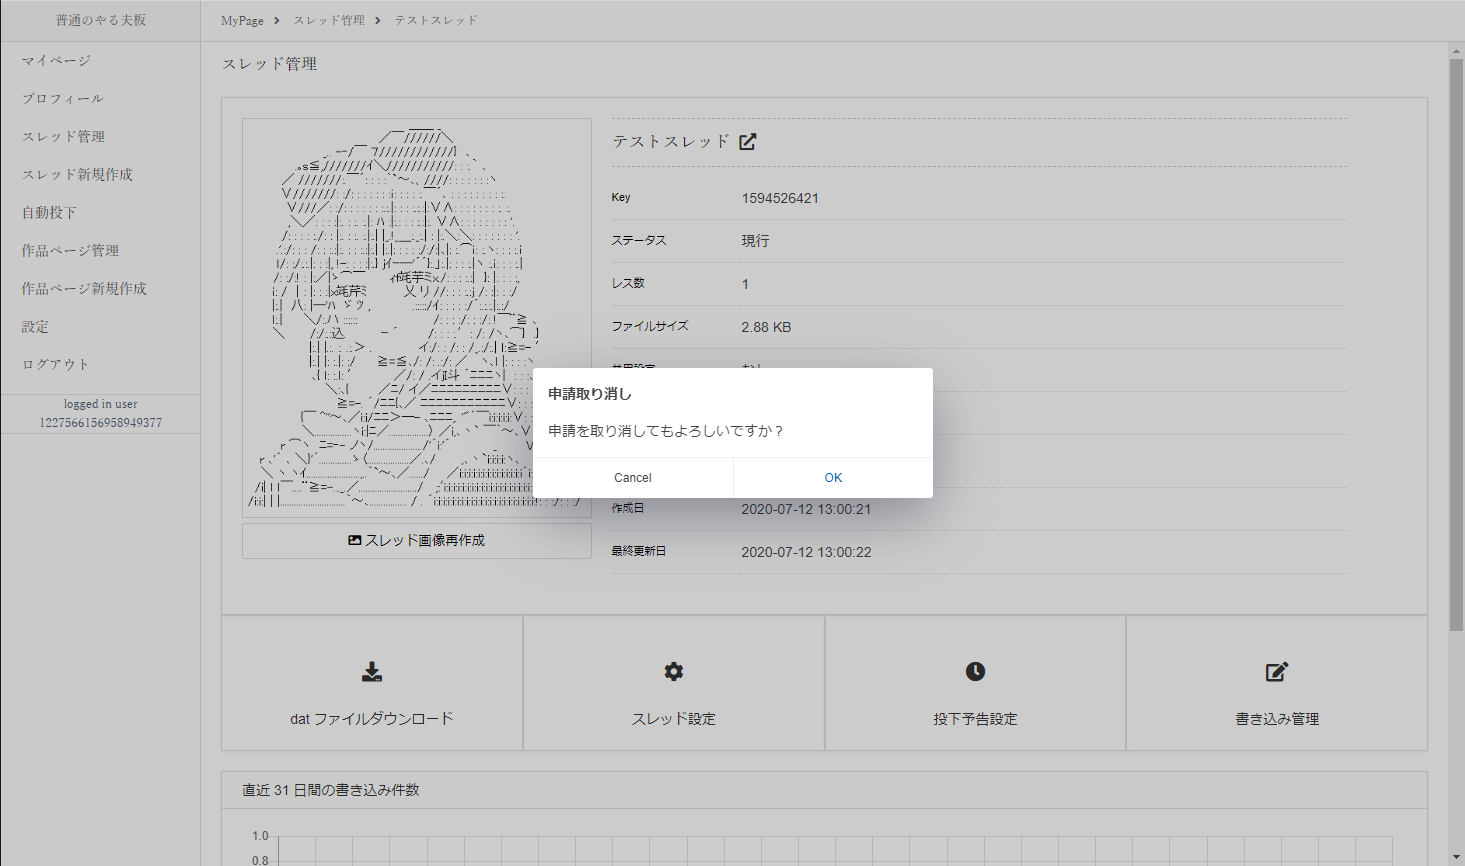 普通のやる夫板
MyPage
スレッド管理
テストスレッド
マイページ
プロフィール
スレッド管理
スレッド新規作成
自動投下
作品ページ管理
作品ページ新規作成
設定
ログアウト
logged in user
1227566156958949377
スレッド管理
スレッド画像再作成
テストスレッド
Key 1594526421
ステータス 現行
レス数 1
ファイルサイズ 2.88 KB
申請取り消し
申請を取り消してもよろしいですか？
Cancel
OK
作成日 2020-07-12 13:00:21
最終更新日 2020-07-12 13:00:22
dat ファイルダウンロード
スレッド設定
投下予告設定
書き込み管理
直近 31 日間の書き込み件数
1.0
0.8